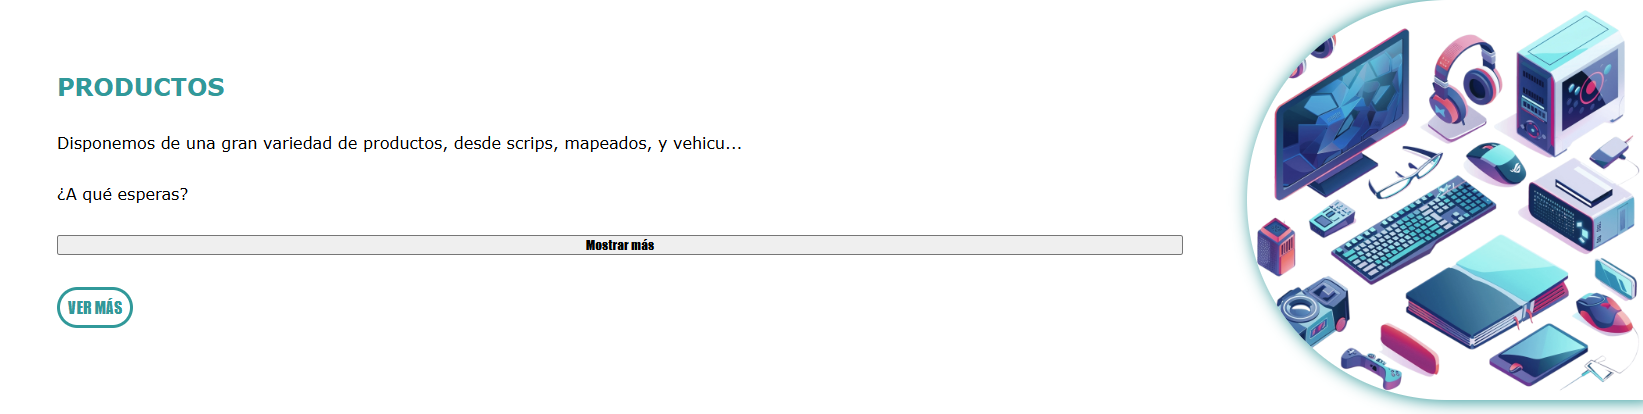 PRODUCTOS
Disponemos de una gran variedad de productos, desde scrips, mapeados, y vehicu...
¿A qué esperas?
Mostrar más
VER MÁS